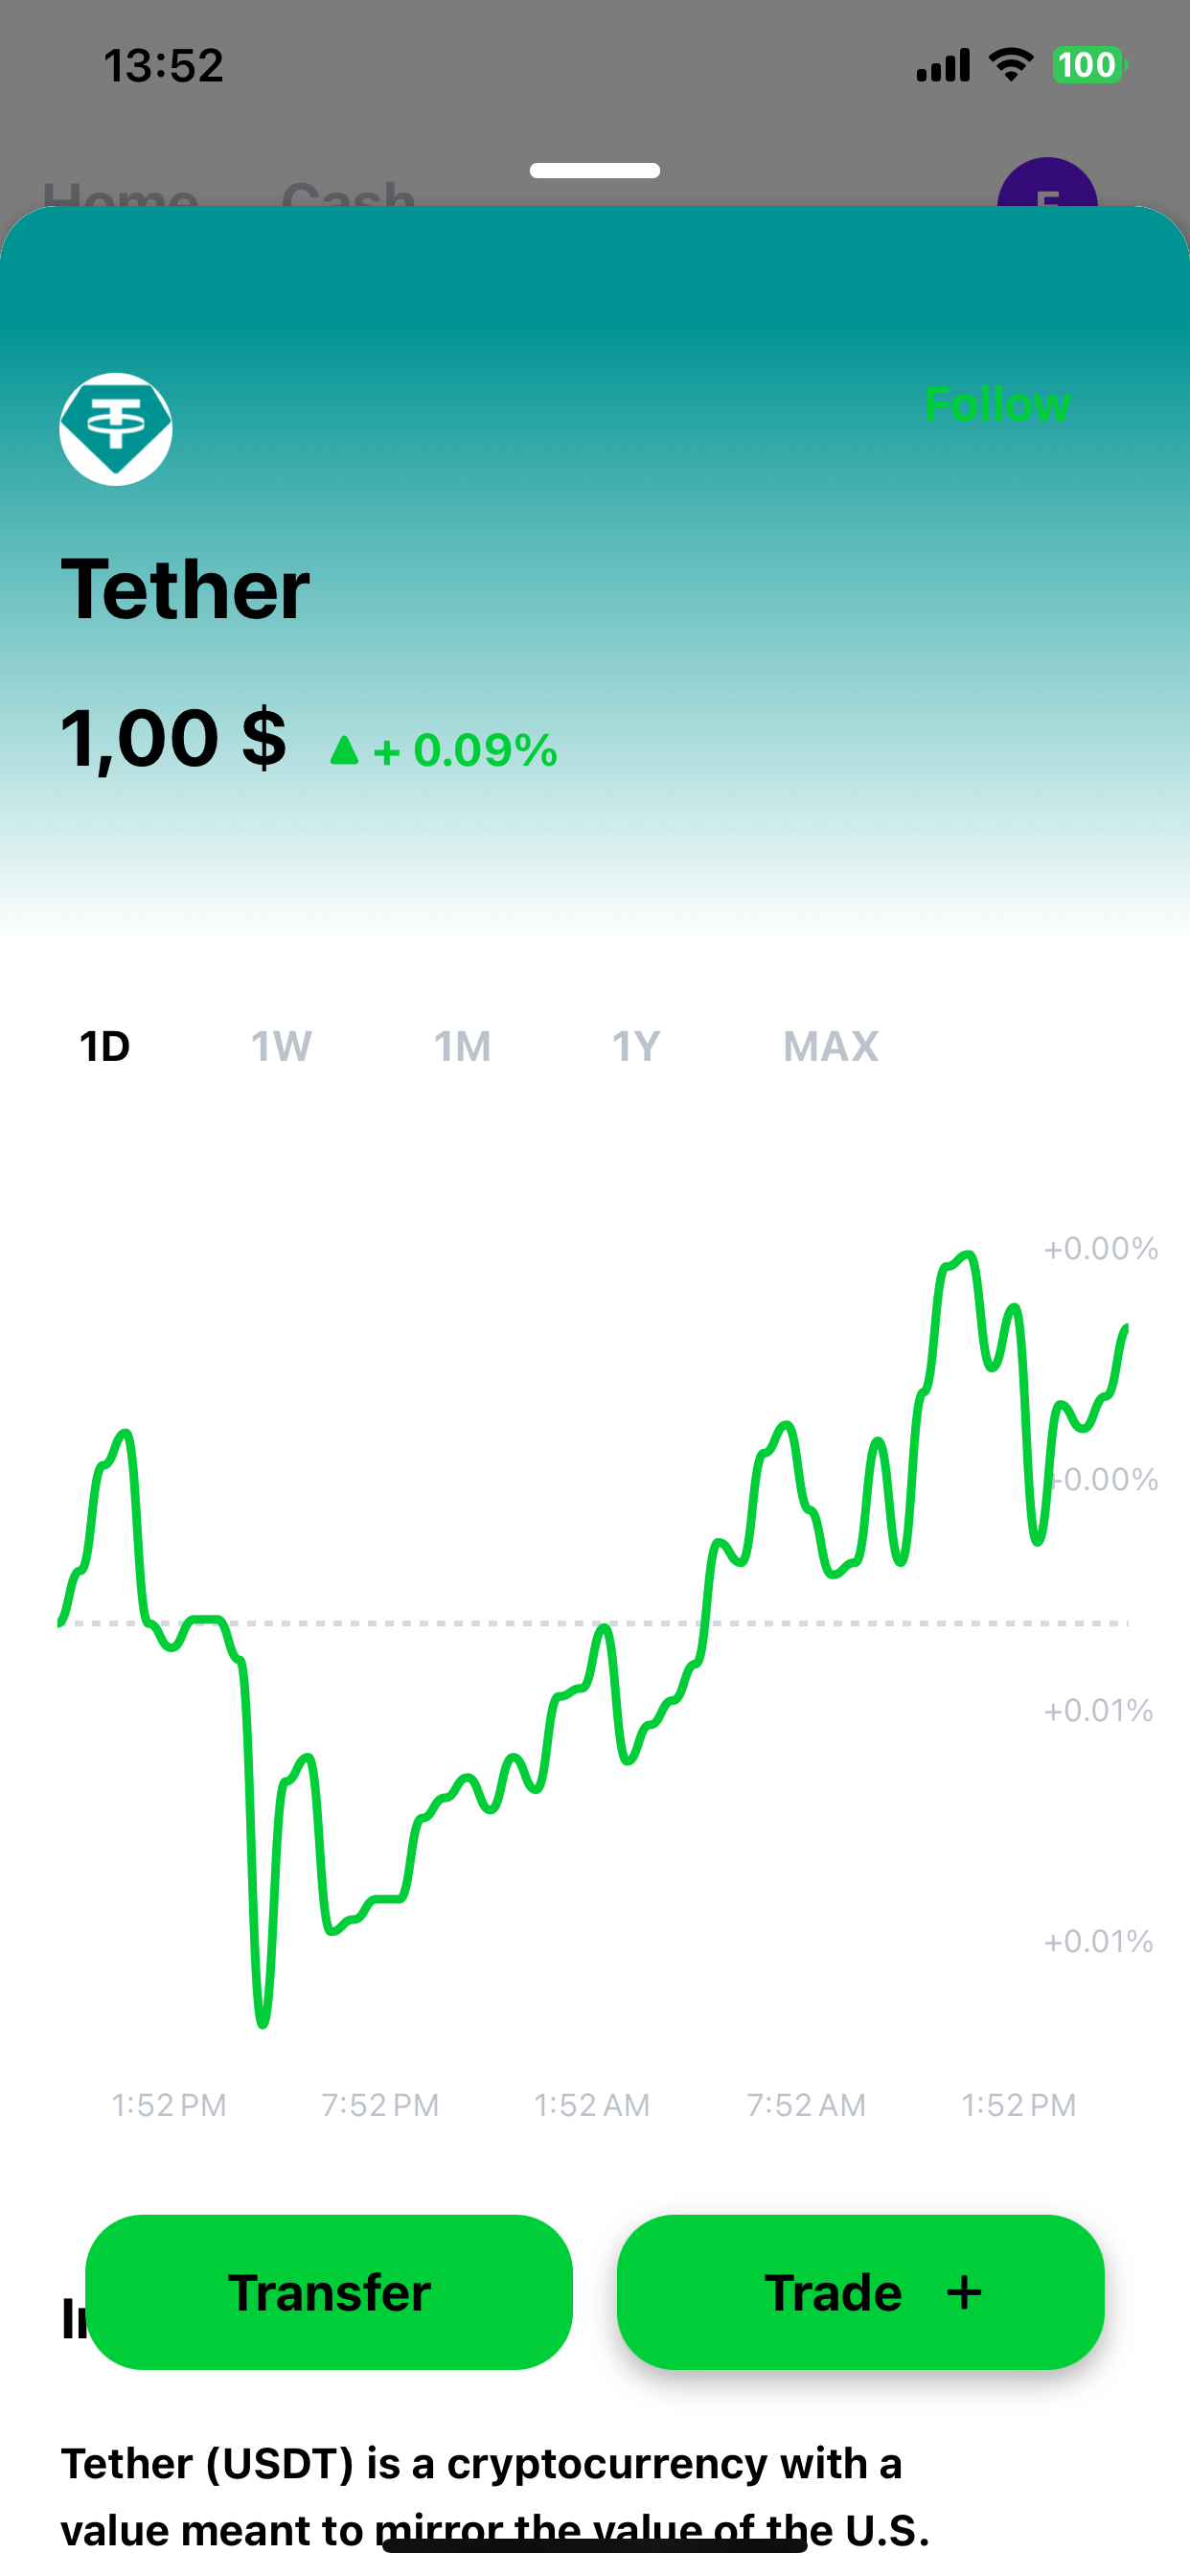 13:52 100
Home Cash
Follow
Tether
1,00 $ + 0.09%
1D 1W 1M 1Y MAX
+0.00%
+0.00%
+0.01%
+0.01%
1:52 PM 7:52 PM 1:52 AM 7:52 AM 1:52 PM
Transfer Trade +
Tether (USDT) is a cryptocurrency with a
value meant to mirror the value of the U.S.